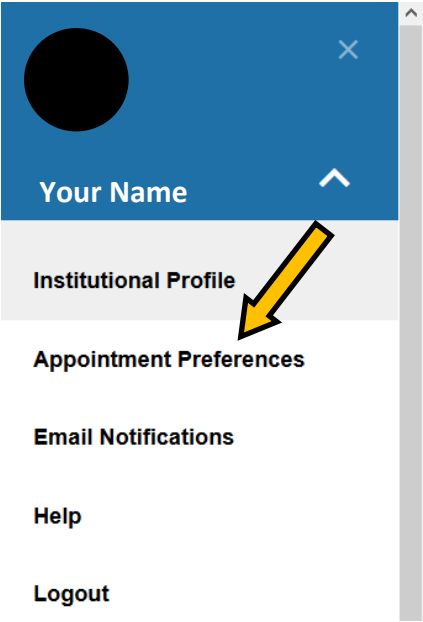 Your Name
Institutional Profile
Appointment Preferences
Email Notifications
Help
Logout